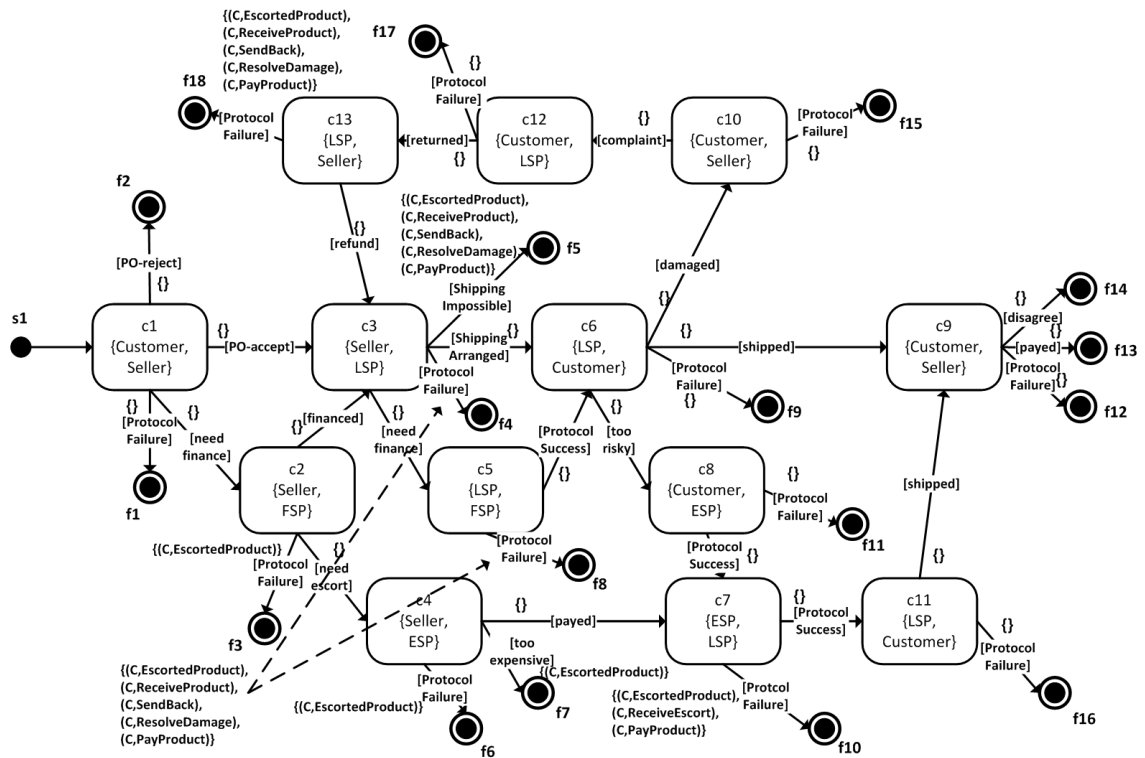 {(C,EscortedProduct),
(C,ReceiveProduct),
(C,SendBack),
(C,ResolveDamage),
(C,PayProduct)}
f18
[Protocol
Failure]
c13
{LSP,
Seller}
f17
{}
[Protocol
Failure]
[returned]
{}
c12
{Customer,
LSP}
{}
[complaint]
c10
{Customer,
Seller}
[Protocol
Failure]
{}
f15
f2
[PO-reject]
{}
{}
[refund]
{(C,EscortedProduct),
(C,ReceiveProduct),
(C,SendBack),
(C,ResolveDamage),
(C,PayProduct)}
f5
[Shipping
Impossible]
[damaged]
{}
s1
c1
{Customer,
Seller}
{}
[PO-accept]
c3
{Seller,
LSP}
[Shipping
Arranged]
{}
[Protocol
Failure]
f4
c6
{LSP,
Customer}
{}
[shipped]
[Protocol
Failure]
{}
f9
c9
{Customer,
Seller}
{}
[disagree]
f14
{}
[payed]
f13
[Protocol
Failure]
{}
f12
{}
[Protocol
Failure]
f1
{}
[need
finance]
{}
[financed]
{}
[need
finance]
[Protocol
Success]
{}
{}
[too
risky]
c2
{Seller,
FSP}
c5
{LSP,
FSP}
c8
{Customer,
ESP}
{}
[Protocol
Failure]
f11
[shipped]
{}
{(C,EscortedProduct)}
[Protocol
Failure]
f3
{}
[need
escort]
[Protocol
Failure]
f8
[Protocol
Success]
{}
c4
{Seller,
ESP}
{}
[payed]
[too
expensive]
{(C,EscortedProduct)}
f7
c7
{ESP,
LSP}
{}
[Protocol
Success]
c11
{LSP,
Customer}
{}
[Protocol
Failure]
f16
{(C,EscortedProduct),
(C,ReceiveProduct),
(C,SendBack),
(C,ResolveDamage),
(C,PayProduct)}
[Protocol
Failure]
{(C,EscortedProduct)}
f6
{(C,EscortedProduct),
(C,ReceiveEscort),
(C,PayProduct)}
[Protcol
Failure]
f10